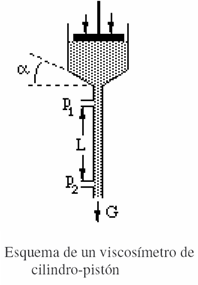 α
P1
L
P2
G
Esquema de un viscosímetro de
cilindro-pistón